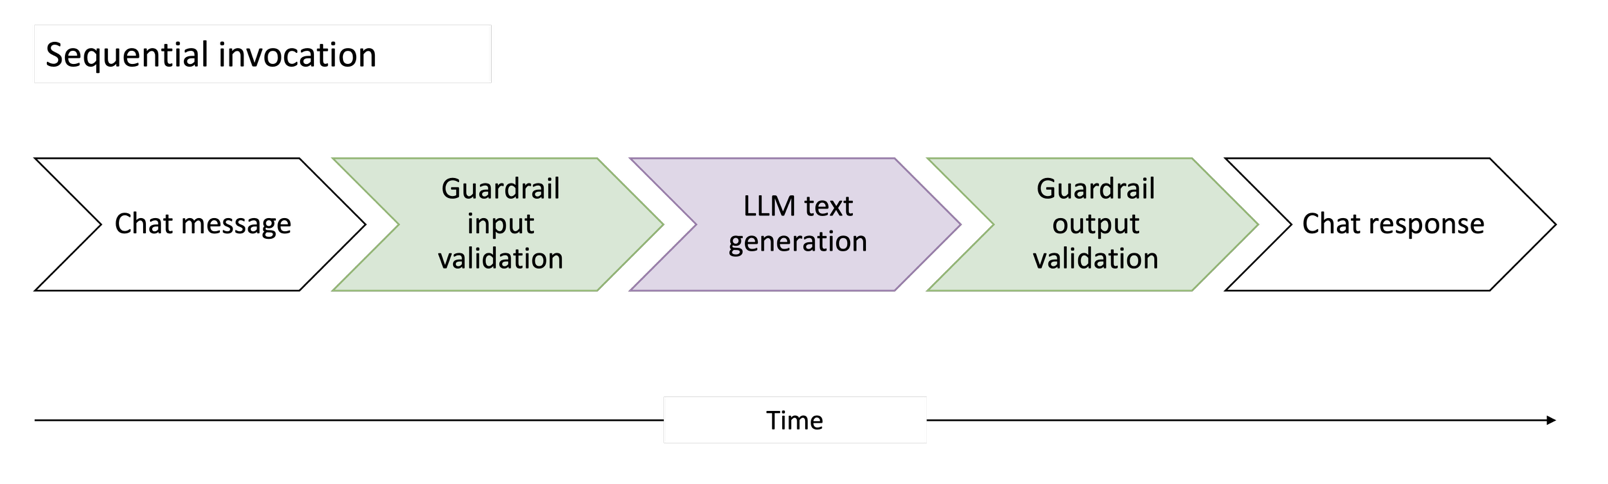 Sequential invocation
Chat message
Guardrail
input
validation
LLM text
generation
Guardrail
output
validation
Chat response
Time